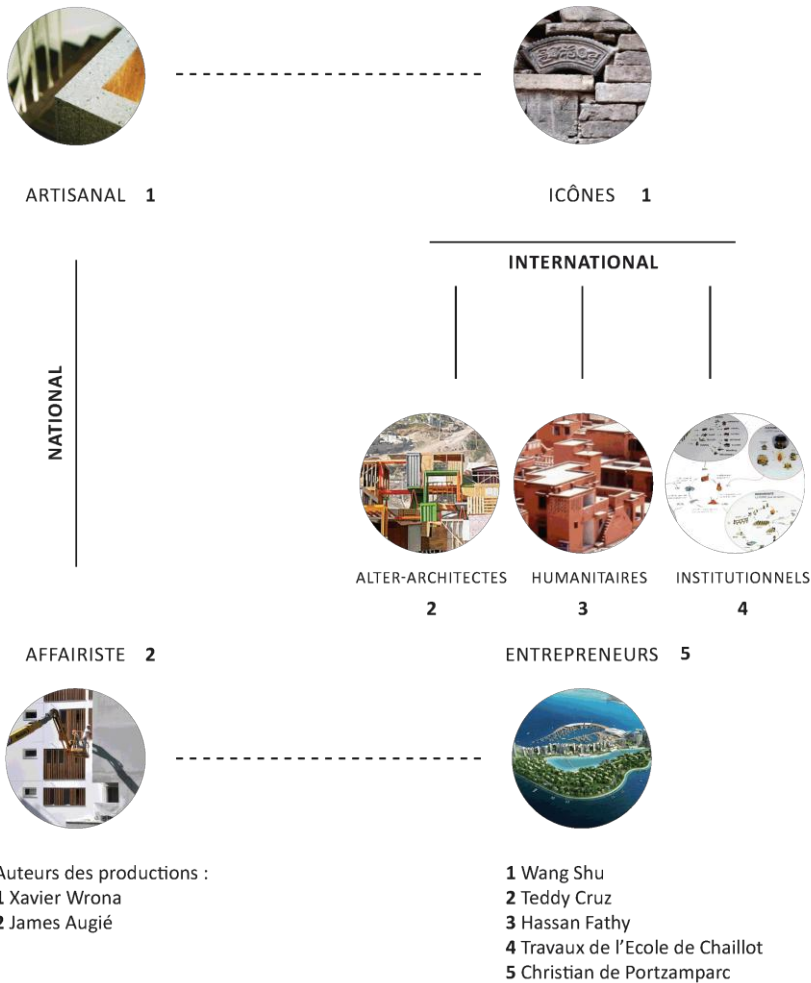 ARTISANAL 1
ICÔNES 1
INTERNATIONAL
NATIONAL
ALTER-ARCHITECTES
2
HUMANITAIRES
3
INSTITUTIONNELS
4
AFFAIRISTE 2
ENTREPRENEURS 5
Auteurs des productions :
1 Xavier Wrona
2 James Augié
1 Wang Shu
2 Teddy Cruz
3 Hassan Fathy
4 Travaux de l'Ecole de Chaillot
5 Christian de Portzamparc